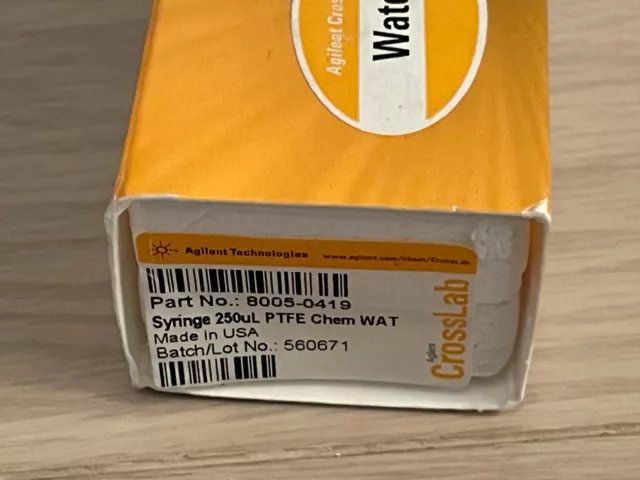 Agilent Cros
Wate
Agilent Technologies
www.agilent.com/chem/CrossLab
Part No.: 8005-0419
Syringe 250uL PTFE Chem WAT
Made in USA
Batch/Lot No.: 560671
Agilent
CrossLab